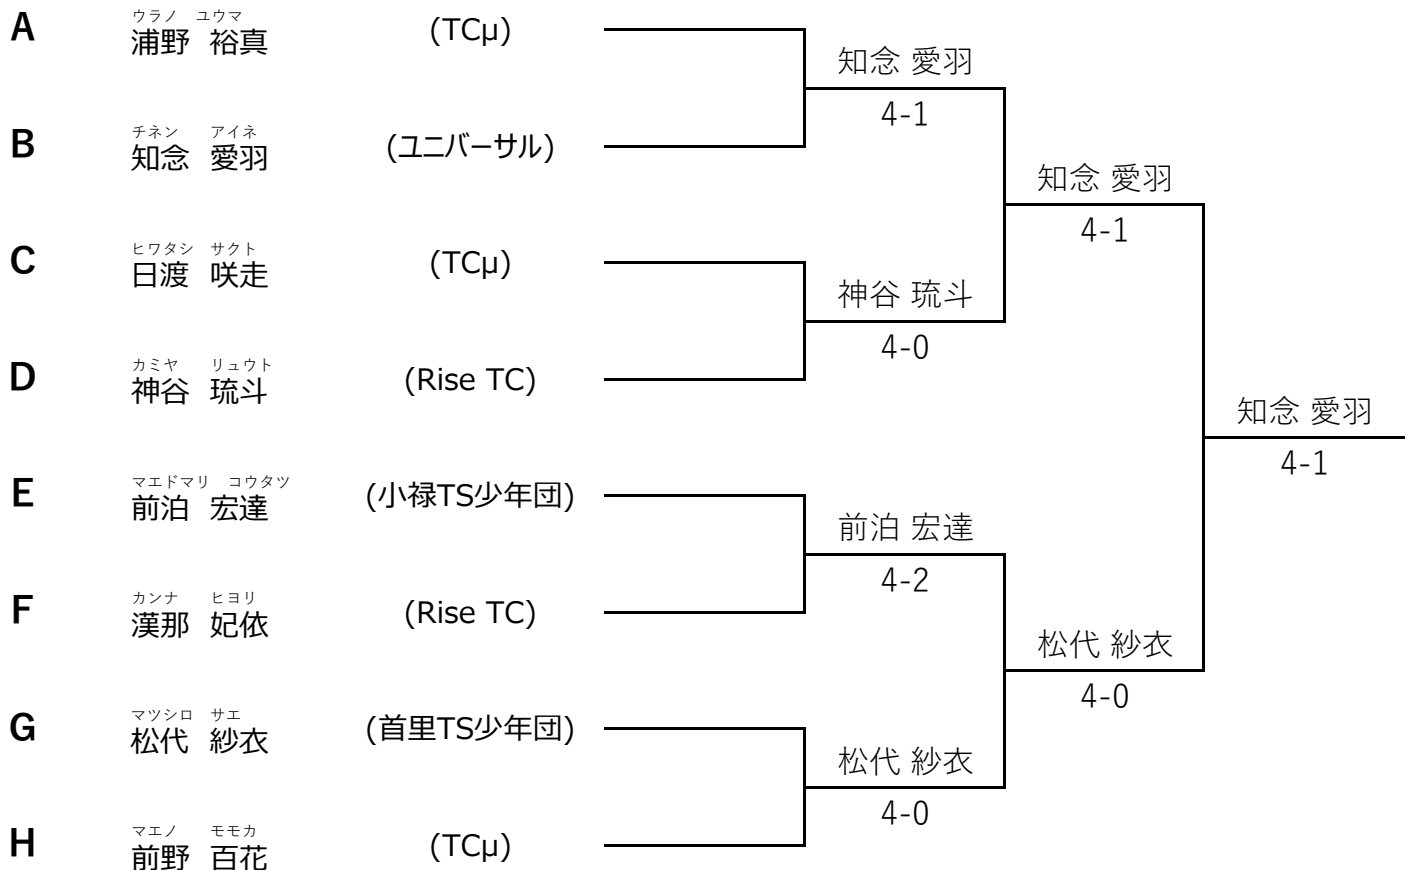 A
ウラノ ユウマ
浦野 裕真
(TCμ)
知念 愛羽
4-1
B
チネン アイネ
知念 愛羽
(ユニバーサル)
知念 愛羽
4-1
C
ヒワタシ サクト
日渡 咲走
(TCμ)
神谷 琉斗
4-0
D
カミヤ リュウト
神谷 琉斗
(Rise TC)
知念 愛羽
4-1
E
マエドマリ コウタツ
前泊 宏達
(小禄TS少年団)
前泊 宏達
4-2
F
カンナ ヒヨリ
漢那 妃依
(Rise TC)
松代 紗衣
4-0
G
マツシロ サエ
松代 紗衣
(首里TS少年団)
松代 紗衣
4-0
H
マエノ モモカ
前野 百花
(TCμ)